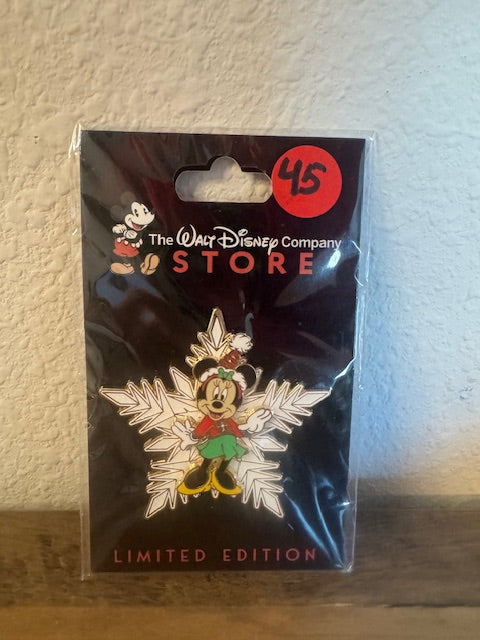 45
The WALT DISNEY Company
STORE
LIMITED EDITION